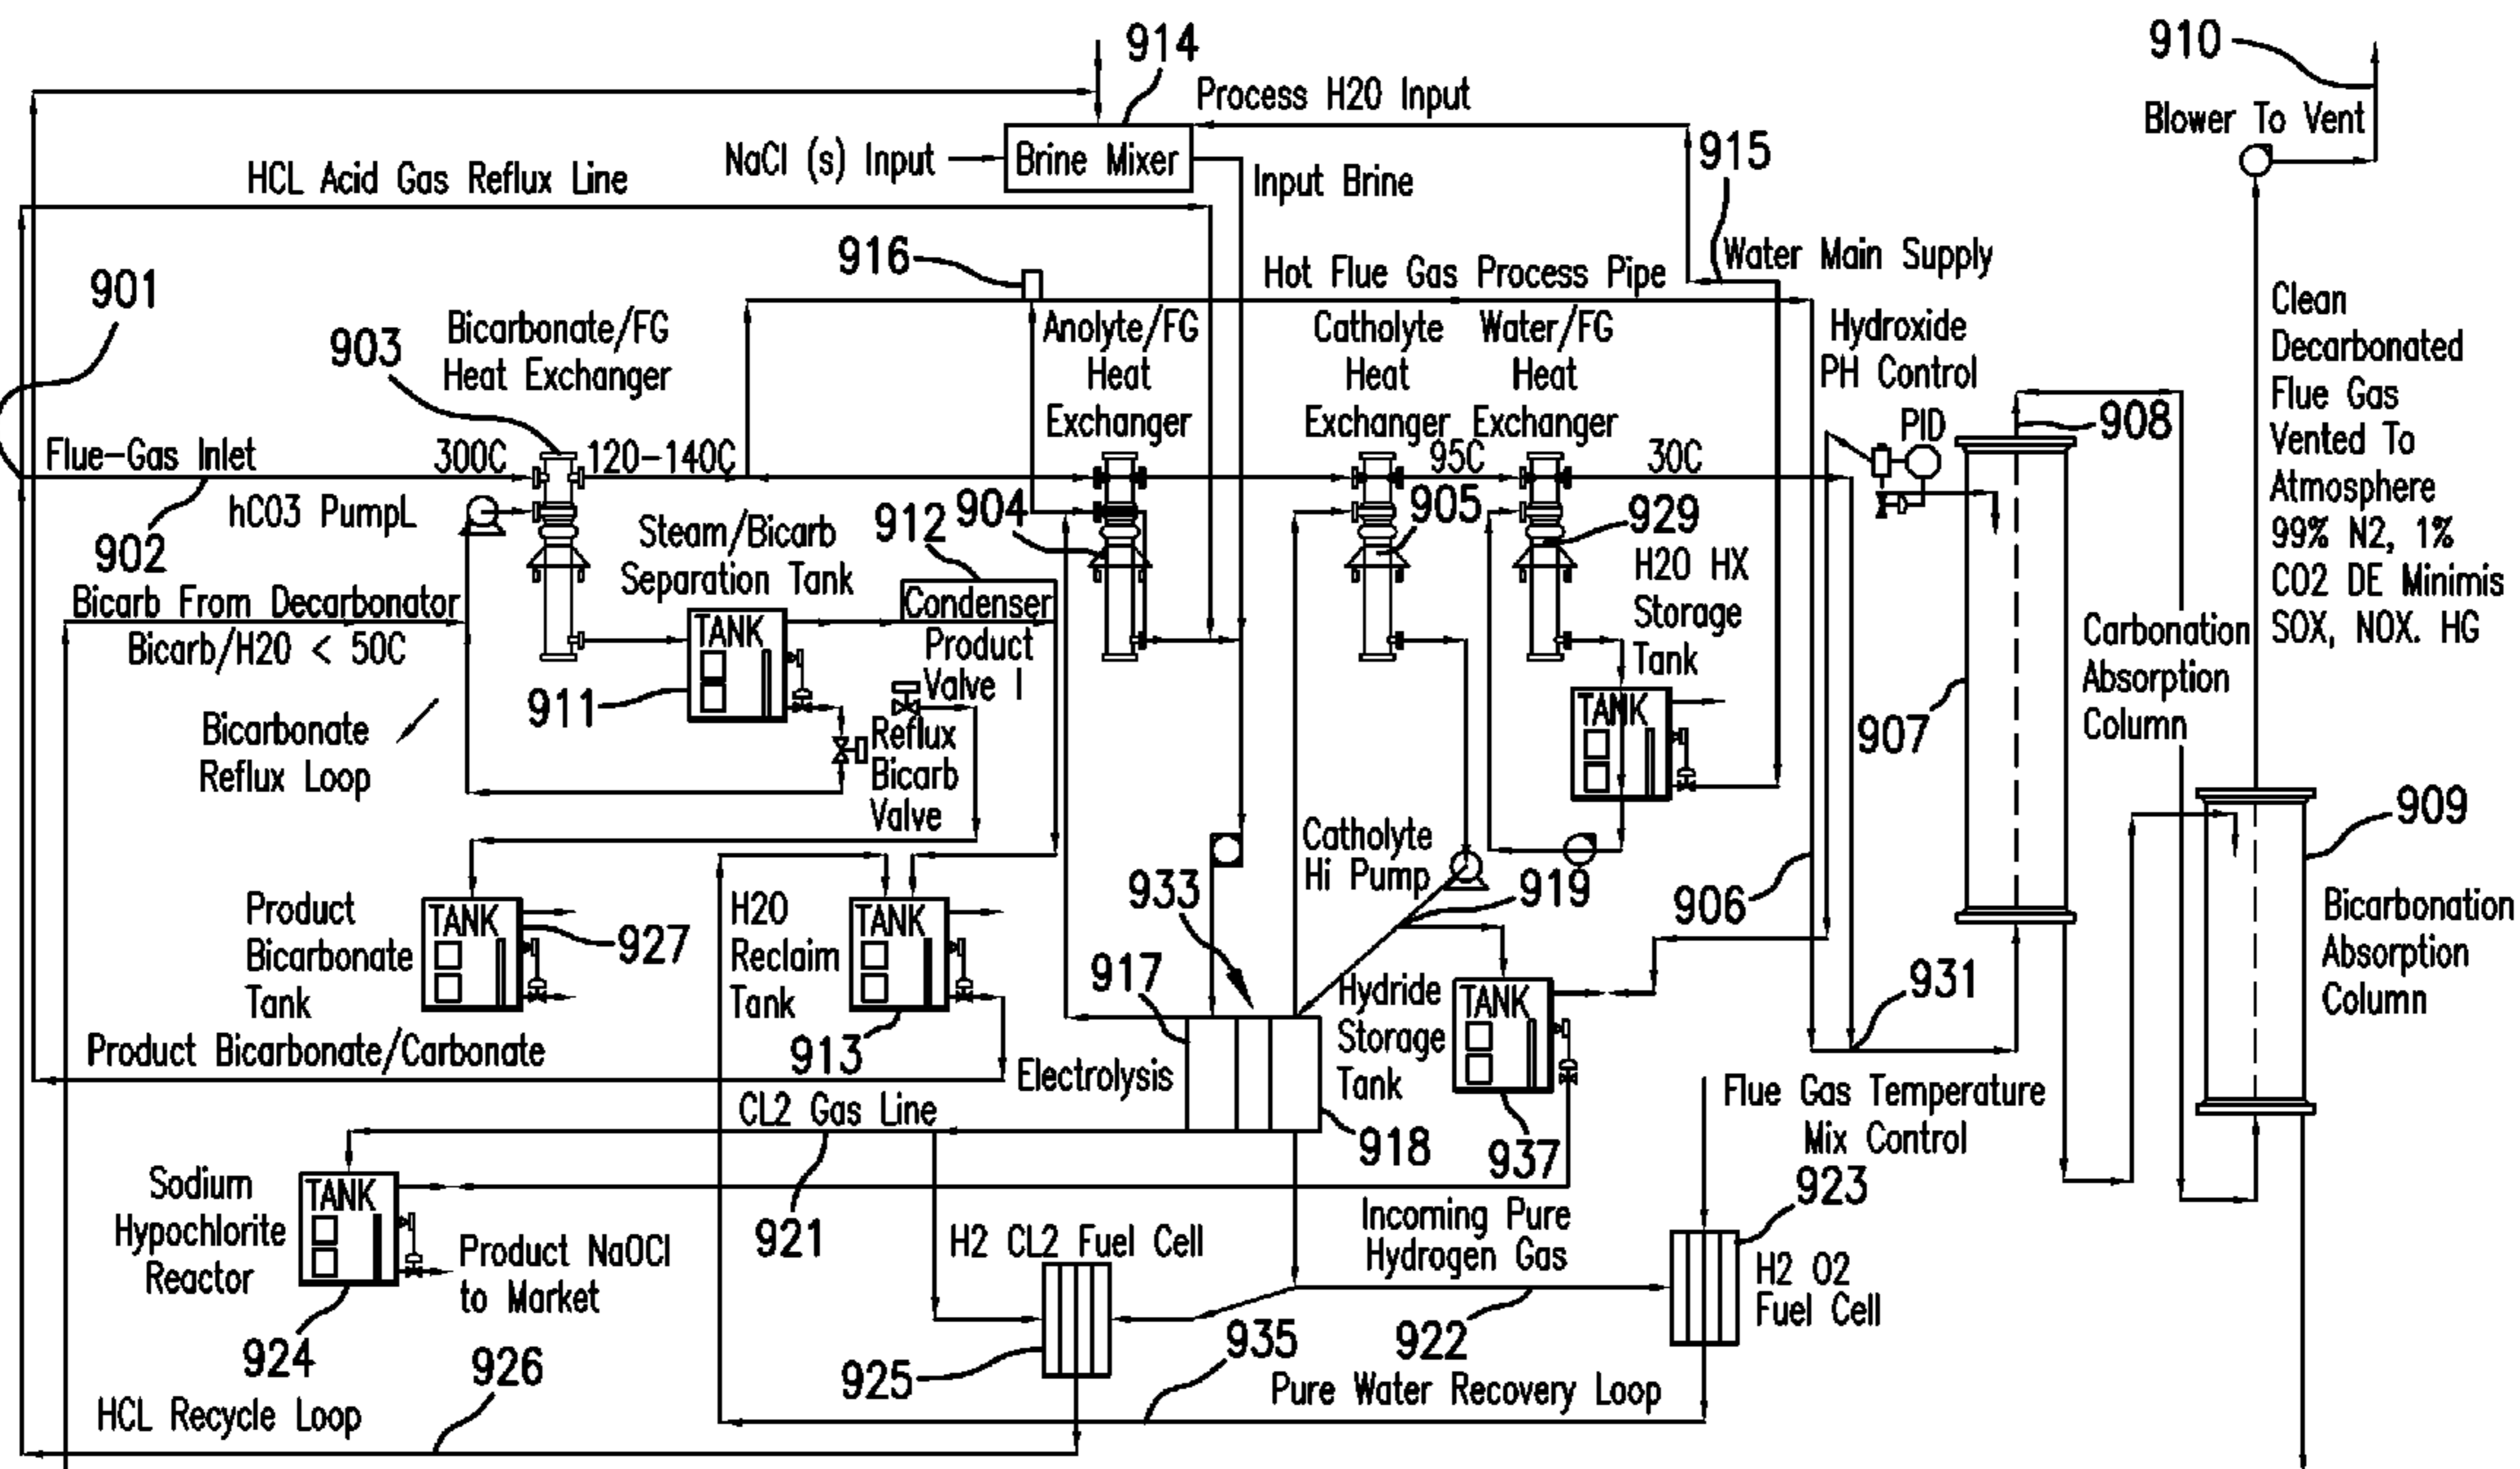 914
910
Process H20 Input
Blower To Vent
NaCl (s) Input
Brine Mixer
915
HCL Acid Gas Reflux Line
Input Brine
916
Water Main Supply
901
Hot Flue Gas Process Pipe
903
Bicarbonate/FG
Heat Exchanger
Anolyte/FG
Heat
Exchanger
Catholyte
Heat
Exchanger
Water/FG
Heat
Exchanger
Hydroxide
PH Control
Clean
Decarbonated
Flue Gas
Vented To
Atmosphere
99% N2, 1%
CO2 DE Minimis
SOX, NOX. HG
PID
908
Flue-Gas Inlet
300C
120-140C
95C
30C
hCO3 PumpL
902
912
904
905
929
Steam/Bicarb
Separation Tank
H20 HX
Storage
Tank
Bicarb From Decarbonator
Bicarb/H20 < 50C
TANK
Condenser
Product
Valve I
911
Carbonation
Absorption
Column
907
TANK
Bicarbonate
Reflux Loop
Reflux
Bicarb
Valve
909
Catholyte
Hi Pump
919
906
933
Product
Bicarbonate
Tank
TANK
927
H20
Reclaim
Tank
TANK
913
917
Hydride
Storage
Tank
TANK
937
931
Bicarbonation
Absorption
Column
Product Bicarbonate/Carbonate
Electrolysis
918
CL2 Gas Line
Flue Gas Temperature
Mix Control
923
Sodium
Hypochlorite
Reactor
TANK
Product NaOCl
to Market
921
H2 CL2 Fuel Cell
Incoming Pure
Hydrogen Gas
H2 O2
Fuel Cell
924
926
925
935
922
Pure Water Recovery Loop
HCL Recycle Loop